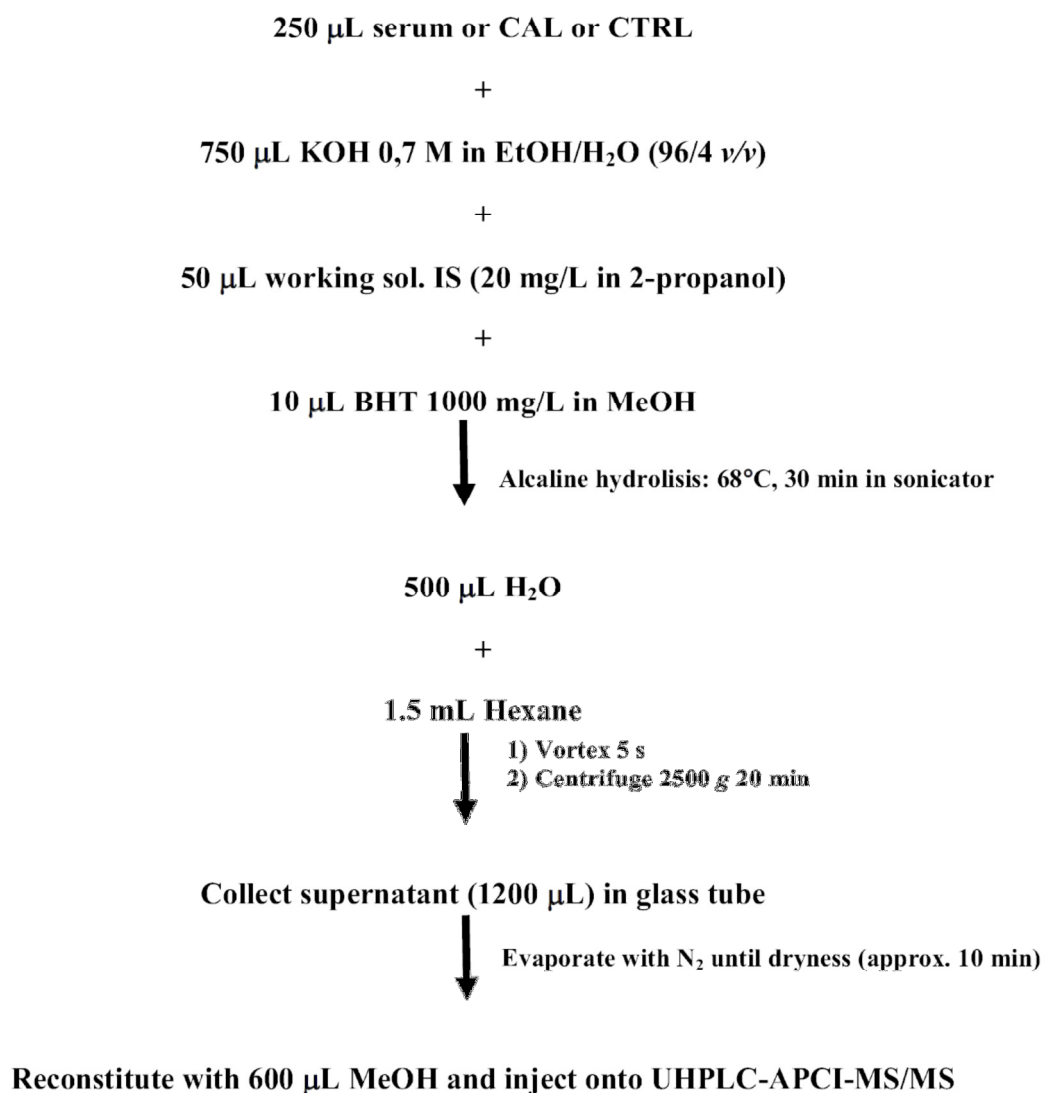 250 μL serum or CAL or CTRL
+
750 μL KOH 0,7 M in EtOH/H₂O (96/4 v/v)
+
50 μL working sol. IS (20 mg/L in 2-propanol)
+
10 μL BHT 1000 mg/L in MeOH
Alcaline hydrolisis: 68°C, 30 min in sonicator
500 μL H₂O
+
1.5 mL Hexane
1) Vortex 5 s
2) Centrifuge 2500 g 20 min
Collect supernatant (1200 μL) in glass tube
Evaporate with N₂ until dryness (approx. 10 min)
Reconstitute with 600 μL MeOH and inject onto UHPLC-APCI-MS/MS